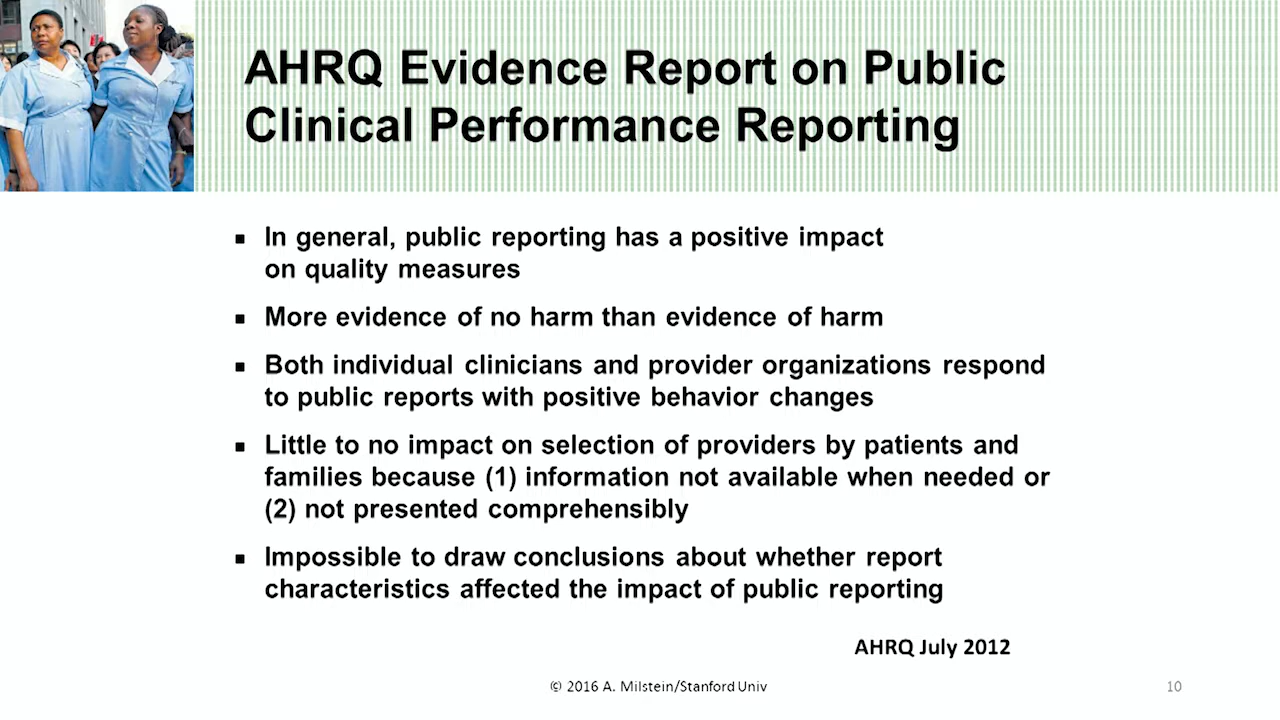 AHRQ Evidence Report on Public
Clinical Performance Reporting
▪ In general, public reporting has a positive impact
on quality measures
▪ More evidence of no harm than evidence of harm
▪ Both individual clinicians and provider organizations respond
to public reports with positive behavior changes
▪ Little to no impact on selection of providers by patients and
families because (1) information not available when needed or
(2) not presented comprehensibly
▪ Impossible to draw conclusions about whether report
characteristics affected the impact of public reporting
AHRQ July 2012
© 2016 A. Milstein/Stanford Univ
10